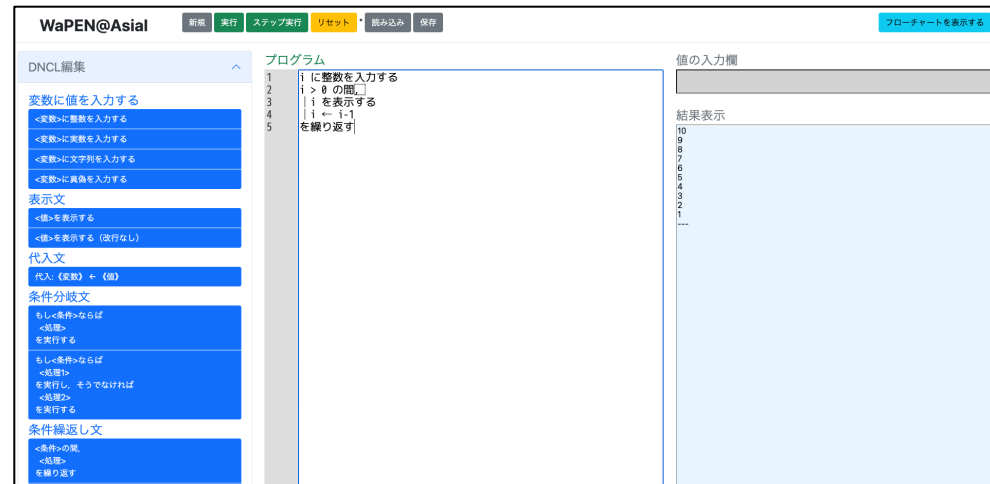 WaPEN@Asial
新規 実行 ステップ実行 リセット * 読み込み 保存
フローチャートを表示する
DNCL編集
変数に値を入力する
<変数>に整数を入力する
<変数>に実数を入力する
<変数>に文字列を入力する
<変数>に真偽を入力する
表示文
<値>を表示する
<値>を表示する（改行なし）
代入文
代入:《変数》 ← 《値》
条件分岐文
もし<条件>ならば
<処理>
を実行する
もし<条件>ならば
<処理1>
を実行し，そうでなければ
<処理2>
を実行する
条件繰返し文
<条件>の間,
<処理>
を繰り返す
プログラム
1 i に整数を入力する
2 i > 0 の間,
3 |i を表示する
4 |i ← i-1
5 を繰り返す
値の入力欄
結果表示
10
9
8
7
6
5
4
3
2
1
---